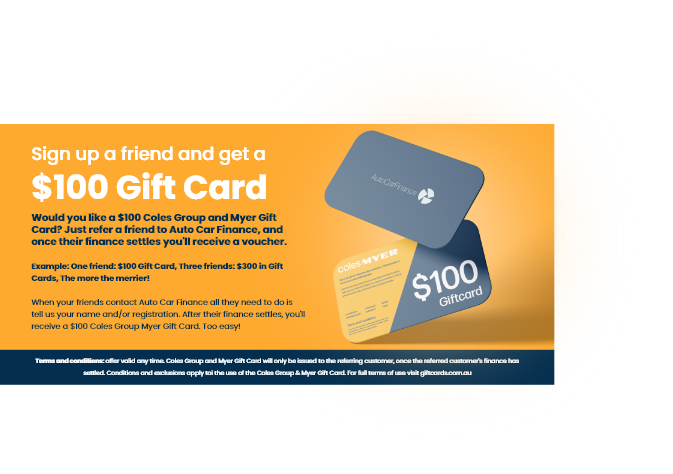 Sign up a friend and get a
$100 Gift Card
Would you like a $100 Coles Group and Myer Gift
Card? Just refer a friend to Auto Car Finance, and
once their finance settles you'll receive a voucher.
Example: One friend: $100 Gift Card, Three friends: $300 in Gift
Cards, The more the merrier!
When your friends contact Auto Car Finance all they need to do is
tell us your name and/or registration. After their finance settles, you'll
receive a $100 Coles Group Myer Gift Card. Too easy!
AutoCarFinance
coles MYER
$100
Giftcard
Terms and conditions: offer valid any time. Coles Group and Myer Gift Card will only be issued to the referring customer, once the referred customer's finance has
settled. Conditions and exclusions apply toi the use of the Coles Group & Myer Gift Card. For full terms of use visit giftcards.com.au